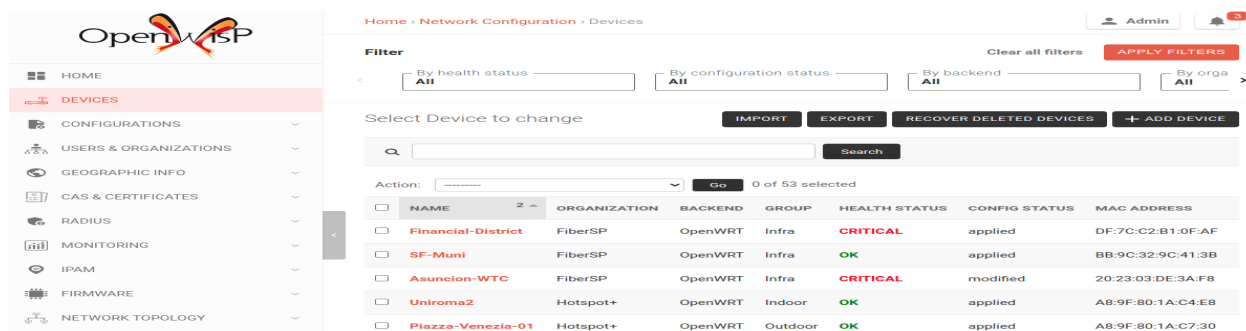 OpenWISP
Home › Network Configuration › Devices
Admin
3
Filter
Clear all filters
APPLY FILTERS
By health status
All
By configuration status
All
By backend
All
By orga
All
HOME
DEVICES
CONFIGURATIONS
USERS & ORGANIZATIONS
GEOGRAPHIC INFO
CAS & CERTIFICATES
RADIUS
MONITORING
IPAM
FIRMWARE
NETWORK TOPOLOGY
Select Device to change
IMPORT
EXPORT
RECOVER DELETED DEVICES
+ ADD DEVICE
Search
Action: --------- Go 0 of 53 selected
NAME 2 ORGANIZATION BACKEND GROUP HEALTH STATUS CONFIG STATUS MAC ADDRESS
Financial-District FiberSP OpenWRT Infra CRITICAL applied DF:7C:C2:B1:0F:AF
SF-Muni FiberSP OpenWRT Infra OK applied BB:9C:32:9C:41:3B
Asuncion-WTC FiberSP OpenWRT Infra CRITICAL modified 20:23:03:DE:3A:F8
Uniroma2 Hotspot+ OpenWRT Indoor OK applied A8:9F:80:1A:C4:E8
Piazza-Venezia-01 Hotspot+ OpenWRT Outdoor OK applied A8:9F:80:1A:C7:30